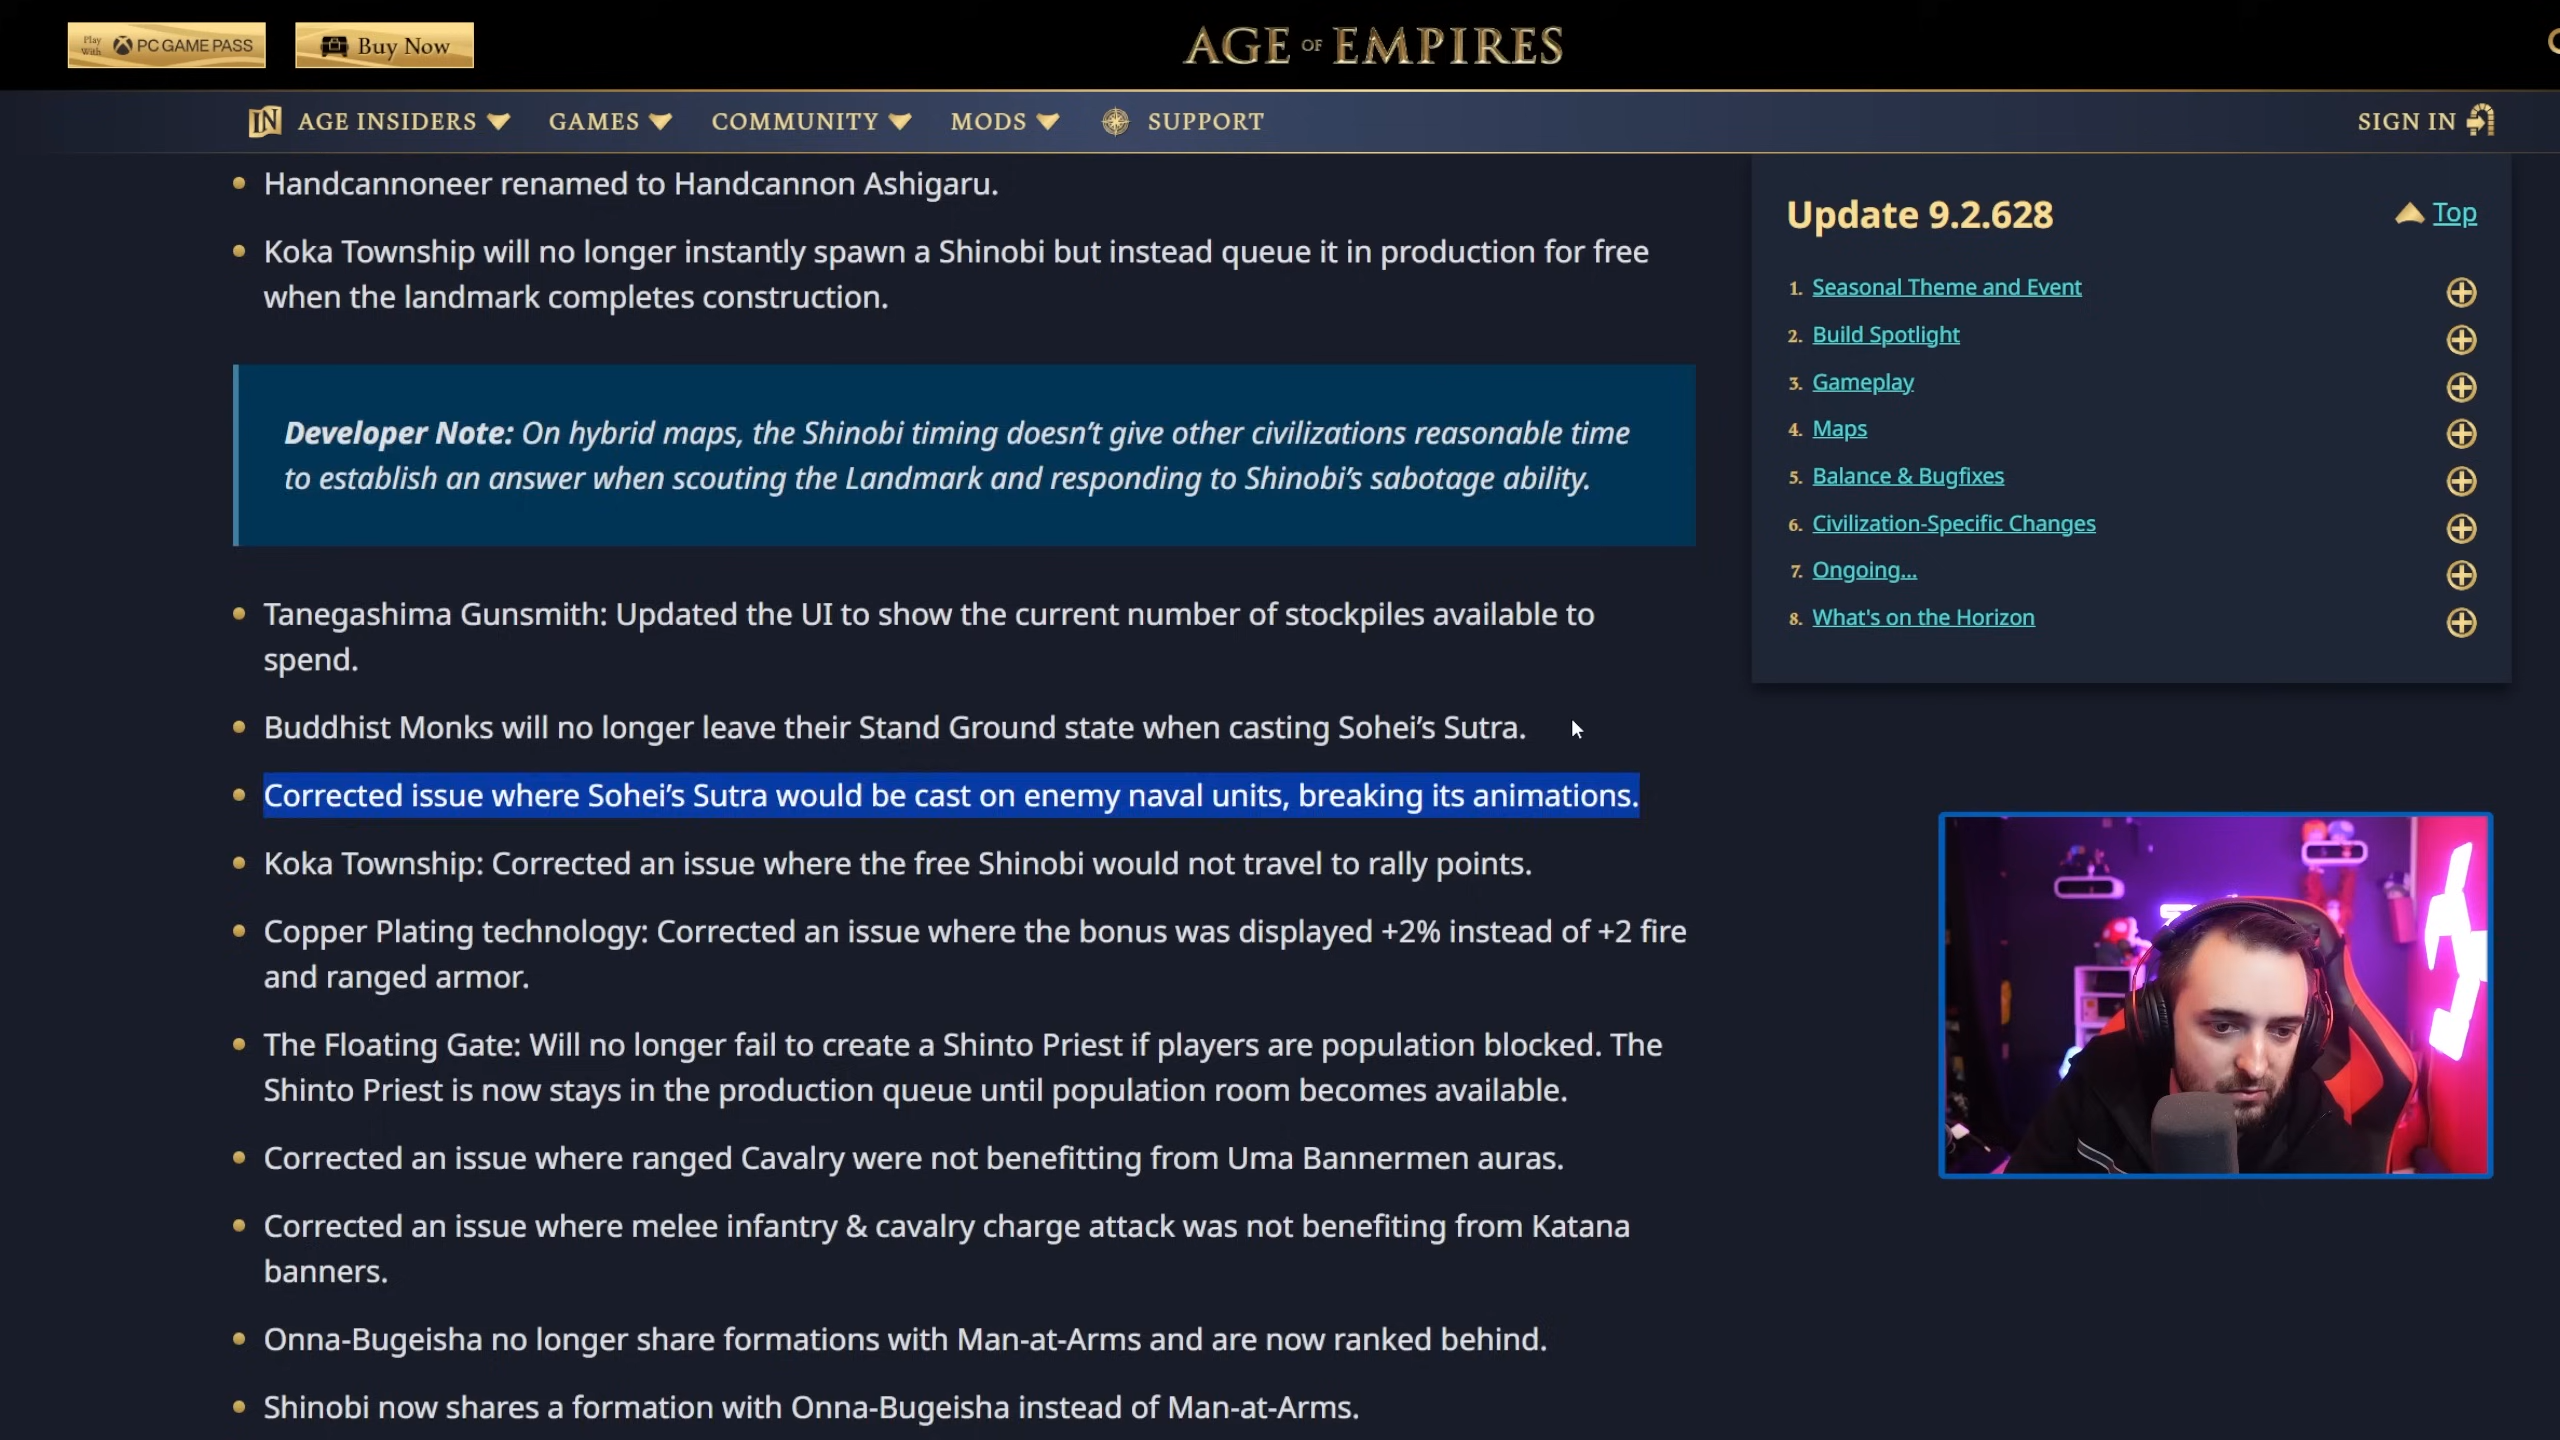 Play With PC GAME PASS
Buy Now
AGE OF EMPIRES
IN AGE INSIDERS GAMES COMMUNITY MODS SUPPORT
SIGN IN
Handcannoneer renamed to Handcannon Ashigaru.
Koka Township will no longer instantly spawn a Shinobi but instead queue it in production for free
when the landmark completes construction.
Developer Note: On hybrid maps, the Shinobi timing doesn’t give other civilizations reasonable time
to establish an answer when scouting the Landmark and responding to Shinobi’s sabotage ability.
Tanegashima Gunsmith: Updated the UI to show the current number of stockpiles available to
spend.
Buddhist Monks will no longer leave their Stand Ground state when casting Sohei’s Sutra.
Corrected issue where Sohei’s Sutra would be cast on enemy naval units, breaking its animations.
Koka Township: Corrected an issue where the free Shinobi would not travel to rally points.
Copper Plating technology: Corrected an issue where the bonus was displayed +2% instead of +2 fire
and ranged armor.
The Floating Gate: Will no longer fail to create a Shinto Priest if players are population blocked. The
Shinto Priest is now stays in the production queue until population room becomes available.
Corrected an issue where ranged Cavalry were not benefitting from Uma Bannermen auras.
Corrected an issue where melee infantry & cavalry charge attack was not benefiting from Katana
banners.
Onna-Bugeisha no longer share formations with Man-at-Arms and are now ranked behind.
Shinobi now shares a formation with Onna-Bugeisha instead of Man-at-Arms.
Update 9.2.628
Top
1. Seasonal Theme and Event
2. Build Spotlight
3. Gameplay
4. Maps
5. Balance & Bugfixes
6. Civilization-Specific Changes
7. Ongoing...
8. What's on the Horizon